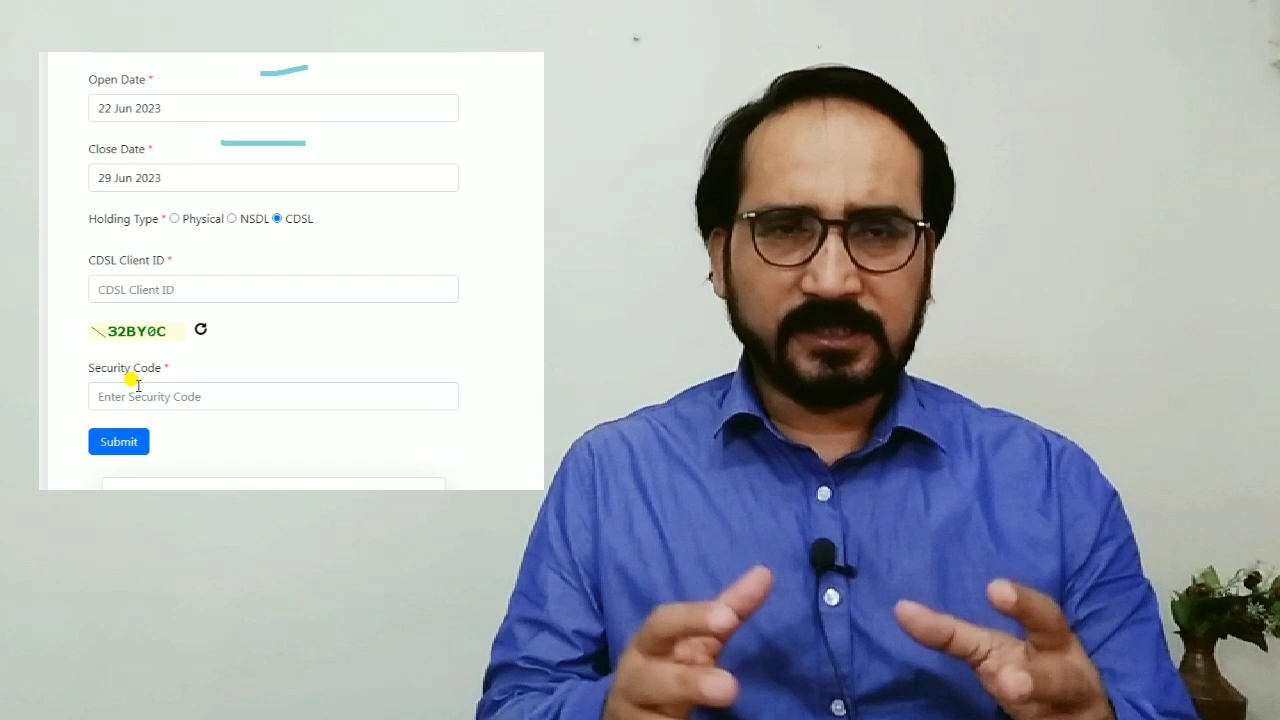 Open Date *
22 Jun 2023
Close Date *
29 Jun 2023
Holding Type * Physical NSDL CDSL
CDSL Client ID *
CDSL Client ID
32BY0C
Security Code *
Enter Security Code
Submit